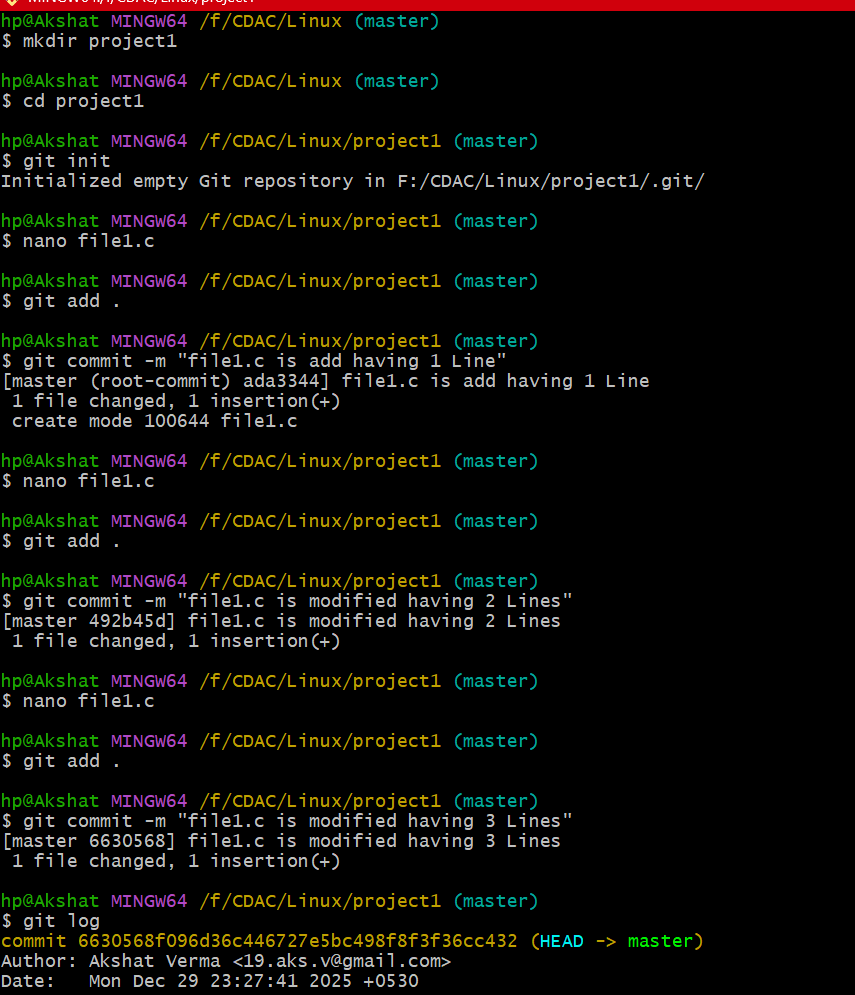 hp@Akshat MINGW64 /f/CDAC/Linux (master)
$ mkdir project1
hp@Akshat MINGW64 /f/CDAC/Linux (master)
$ cd project1
hp@Akshat MINGW64 /f/CDAC/Linux/project1 (master)
$ git init
Initialized empty Git repository in F:/CDAC/Linux/project1/.git/
hp@Akshat MINGW64 /f/CDAC/Linux/project1 (master)
$ nano file1.c
hp@Akshat MINGW64 /f/CDAC/Linux/project1 (master)
$ git add .
hp@Akshat MINGW64 /f/CDAC/Linux/project1 (master)
$ git commit -m "file1.c is add having 1 Line"
[master (root-commit) ada3344] file1.c is add having 1 Line
1 file changed, 1 insertion(+)
create mode 100644 file1.c
hp@Akshat MINGW64 /f/CDAC/Linux/project1 (master)
$ nano file1.c
hp@Akshat MINGW64 /f/CDAC/Linux/project1 (master)
$ git add .
hp@Akshat MINGW64 /f/CDAC/Linux/project1 (master)
$ git commit -m "file1.c is modified having 2 Lines"
[master 492b45d] file1.c is modified having 2 Lines
1 file changed, 1 insertion(+)
hp@Akshat MINGW64 /f/CDAC/Linux/project1 (master)
$ nano file1.c
hp@Akshat MINGW64 /f/CDAC/Linux/project1 (master)
$ git add .
hp@Akshat MINGW64 /f/CDAC/Linux/project1 (master)
$ git commit -m "file1.c is modified having 3 Lines"
[master 6630568] file1.c is modified having 3 Lines
1 file changed, 1 insertion(+)
hp@Akshat MINGW64 /f/CDAC/Linux/project1 (master)
$ git log
commit 6630568f096d36c446727e5bc498f8f3f36cc432 (HEAD -> master)
Author: Akshat Verma <19.aks.v@gmail.com>
Date:   Mon Dec 29 23:27:41 2025 +0530